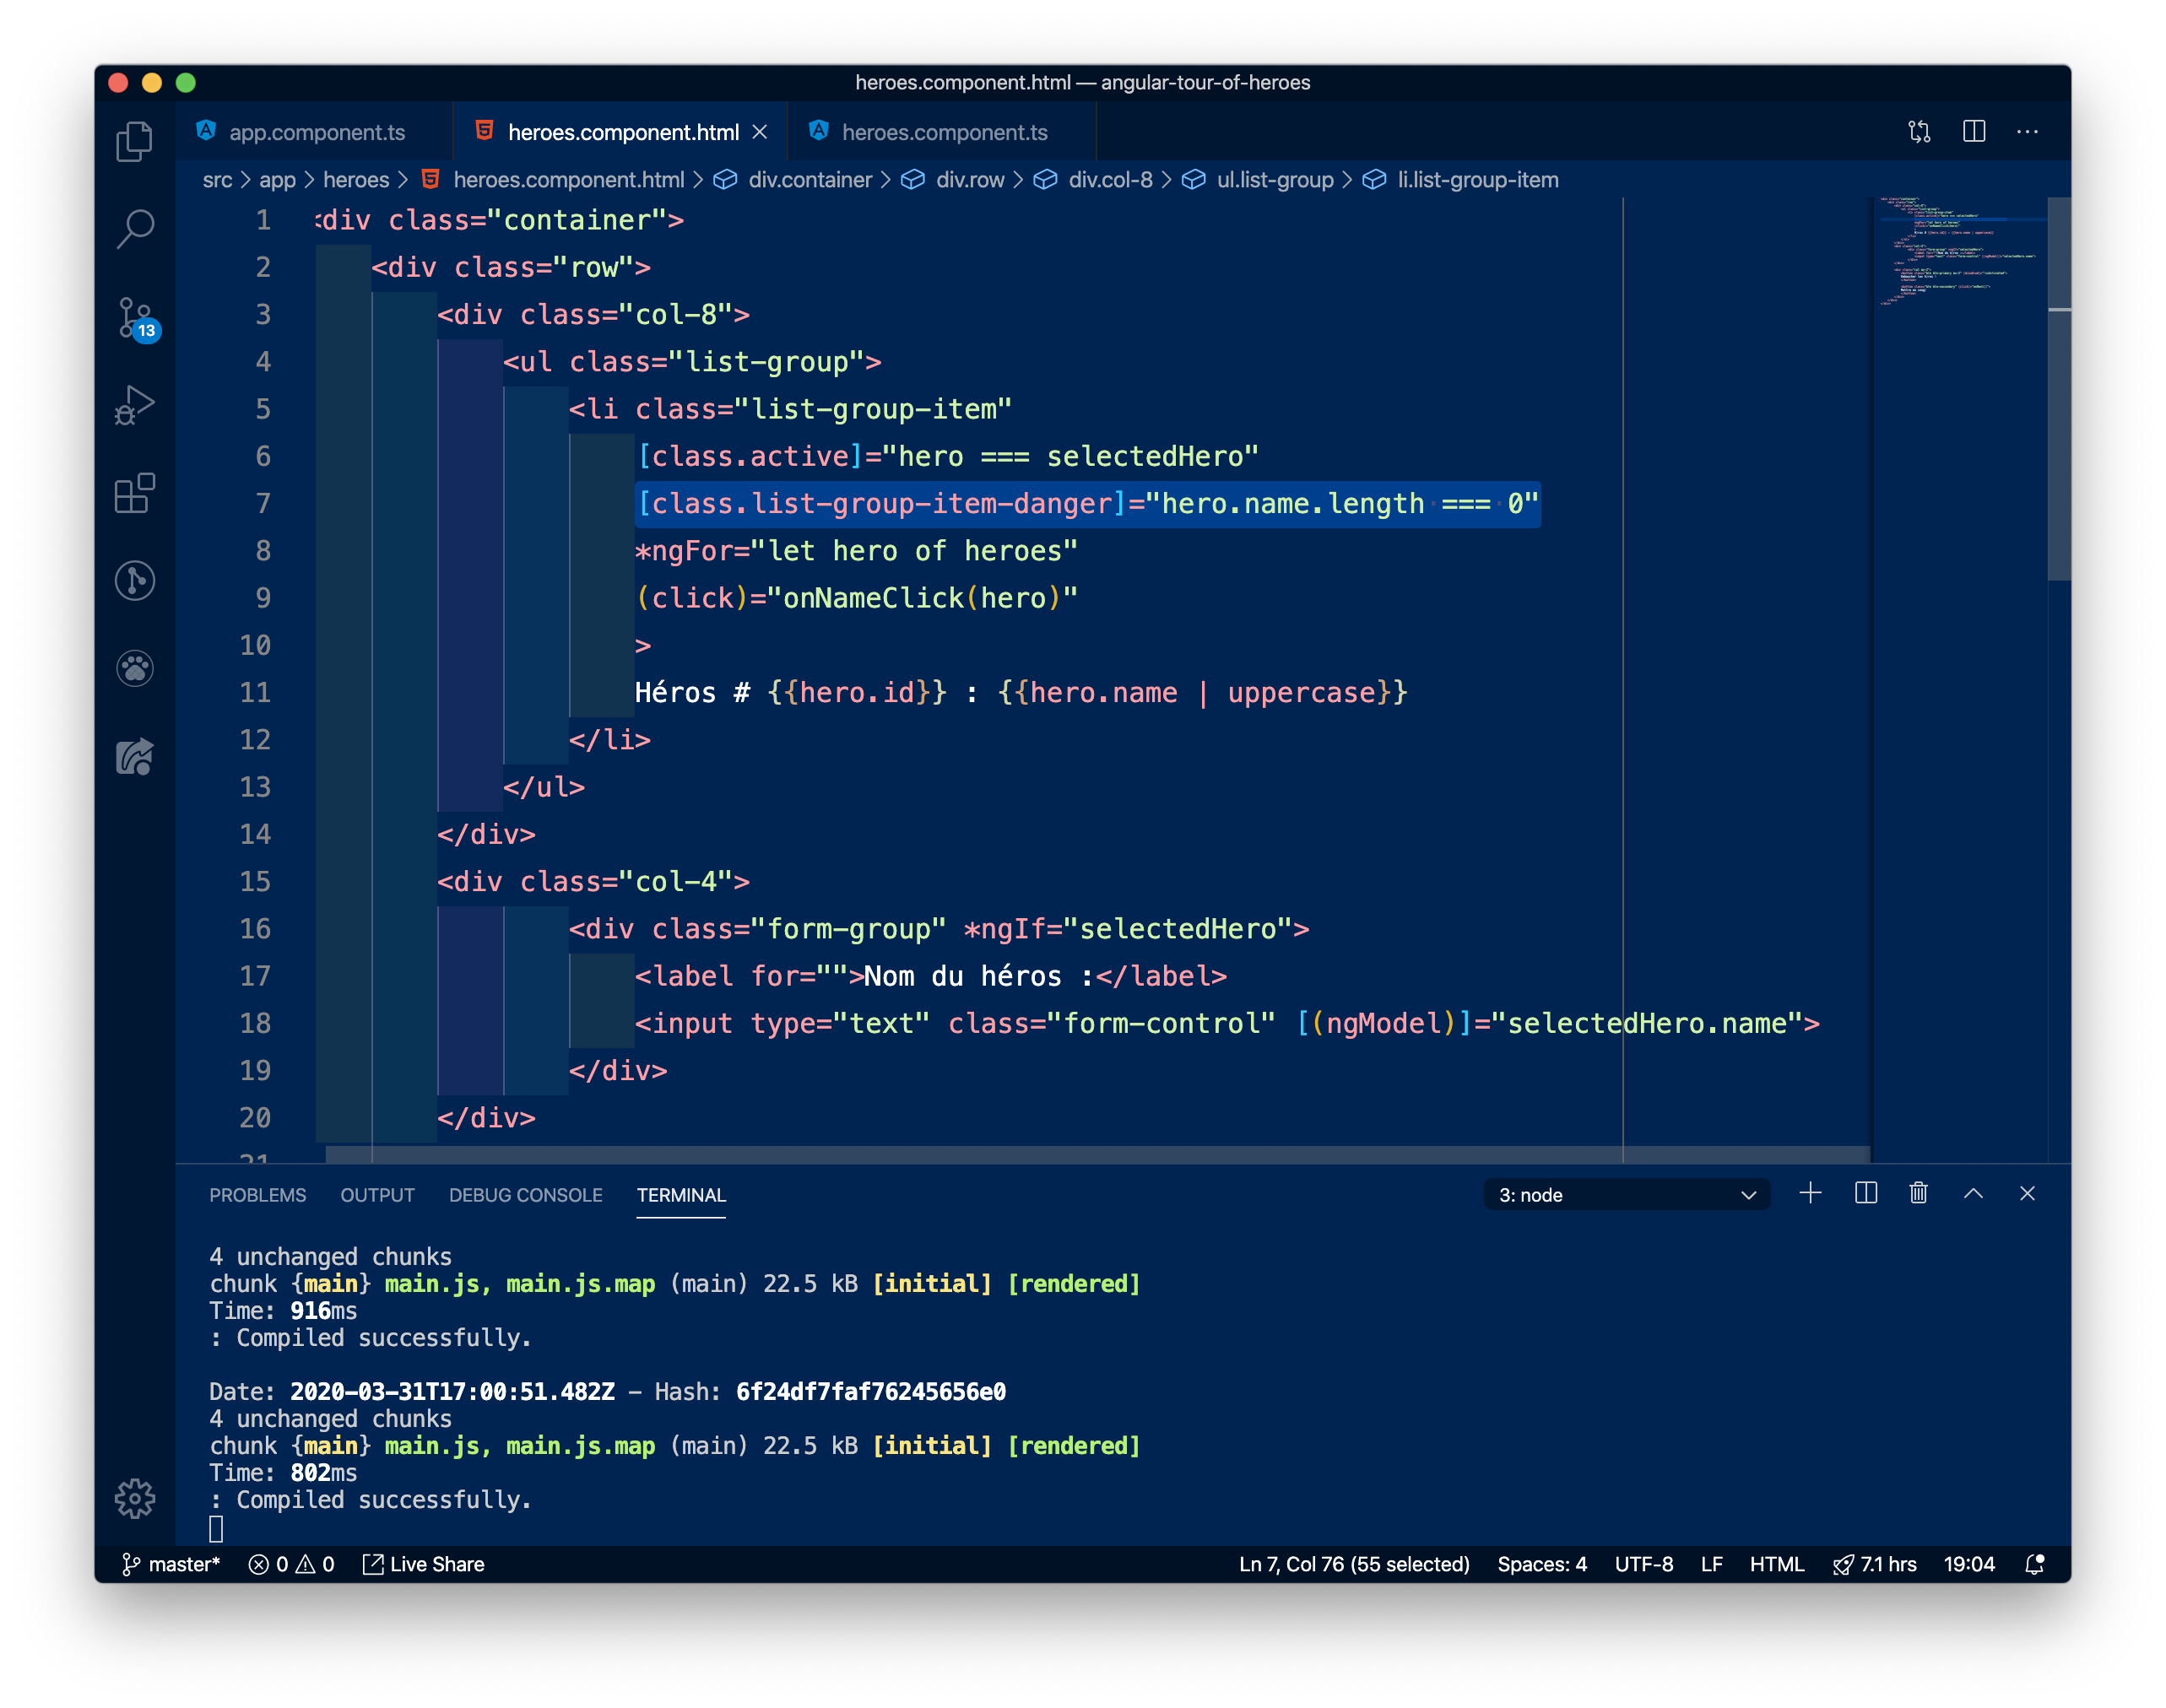 heroes.component.html — angular-tour-of-heroes
app.component.ts heroes.component.html heroes.component.ts
src > app > heroes > heroes.component.html > div.container > div.row > div.col-8 > ul.list-group > li.list-group-item
1 <div class="container">
2 <div class="row">
3 <div class="col-8">
4 <ul class="list-group">
5 <li class="list-group-item"
6 [class.active]="hero === selectedHero"
7 [class.list-group-item-danger]="hero.name.length === 0"
8 *ngFor="let hero of heroes"
9 (click)="onNameClick(hero)"
10 >
11 Héros # {{hero.id}} : {{hero.name | uppercase}}
12 </li>
13 </ul>
14 </div>
15 <div class="col-4">
16 <div class="form-group" *ngIf="selectedHero">
17 <label for="">Nom du héros :</label>
18 <input type="text" class="form-control" [(ngModel)]="selectedHero.name">
19 </div>
20 </div>
21
13
PROBLEMS OUTPUT DEBUG CONSOLE TERMINAL 3: node
4 unchanged chunks
chunk {main} main.js, main.js.map (main) 22.5 kB [initial] [rendered]
Time: 916ms
: Compiled successfully.
Date: 2020-03-31T17:00:51.482Z - Hash: 6f24df7faf76245656e0
4 unchanged chunks
chunk {main} main.js, main.js.map (main) 22.5 kB [initial] [rendered]
Time: 802ms
: Compiled successfully.
master* 0 0 Live Share Ln 7, Col 76 (55 selected) Spaces: 4 UTF-8 LF HTML 7.1 hrs 19:04